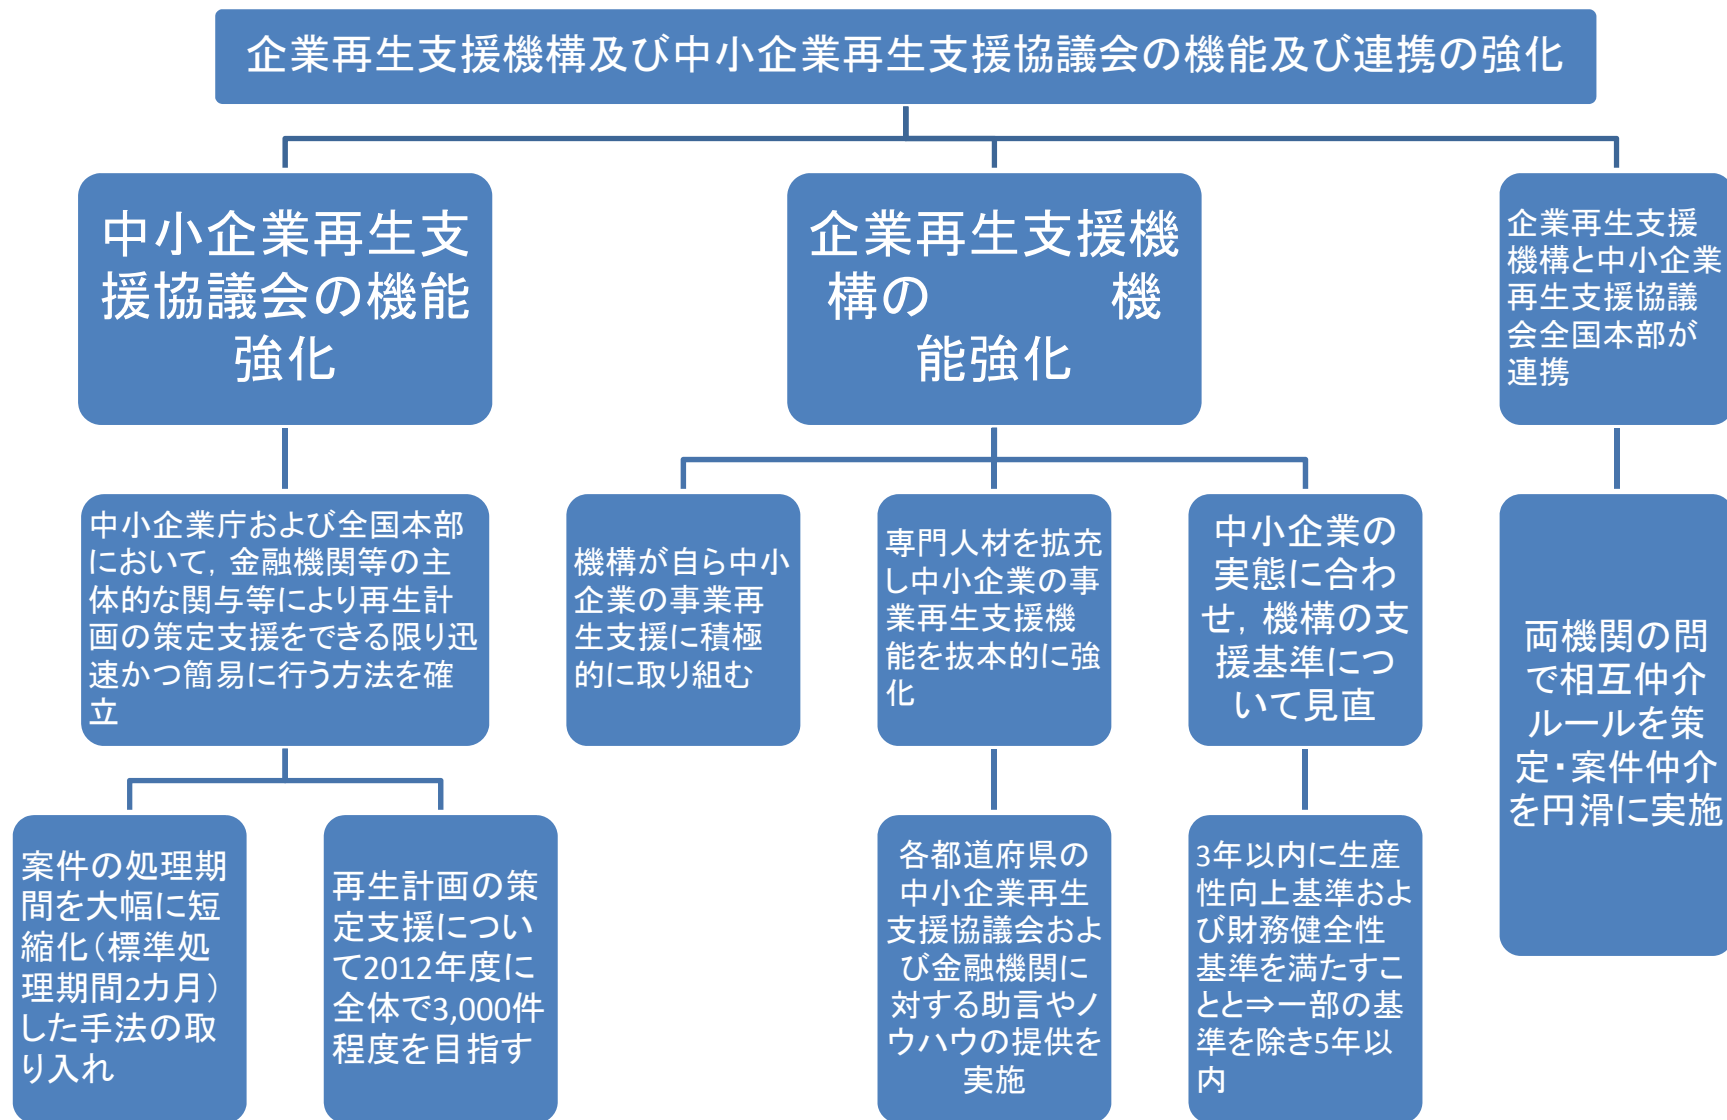 企業再生支援機構及び中小企業再生支援協議会の機能及び連携の強化
中小企業再生支
援協議会の機能
強化
企業再生支援機
構の　　　　機
能強化
企業再生支援
機構と中小企業
再生支援協議
会全国本部が
連携
中小企業庁および全国本部
において，金融機関等の主
体的な関与等により再生計
画の策定支援をできる限り迅
速かつ簡易に行う方法を確
立
機構が自ら中小
企業の事業再
生支援に積極
的に取り組む
専門人材を拡充
し中小企業の事
業再生支援機
能を抜本的に強
化
中小企業の
実態に合わ
せ，機構の支
援基準につ
いて見直
両機関の問
で相互仲介
ルールを策
定・案件仲介
を円滑に実施
案件の処理期
間を大幅に短
縮化（標準処
理期間2カ月）
した手法の取
り入れ
再生計画の策
定支援につい
て2012年度に
全体で3,000件
程度を目指す
各都道府県の
中小企業再生
支援協議会およ
び金融機関に
対する助言やノ
ウハウの提供を
実施
3年以内に生産
性向上基準およ
び財務健全性
基準を満たすこ
とと⇒一部の基
準を除き5年以
内